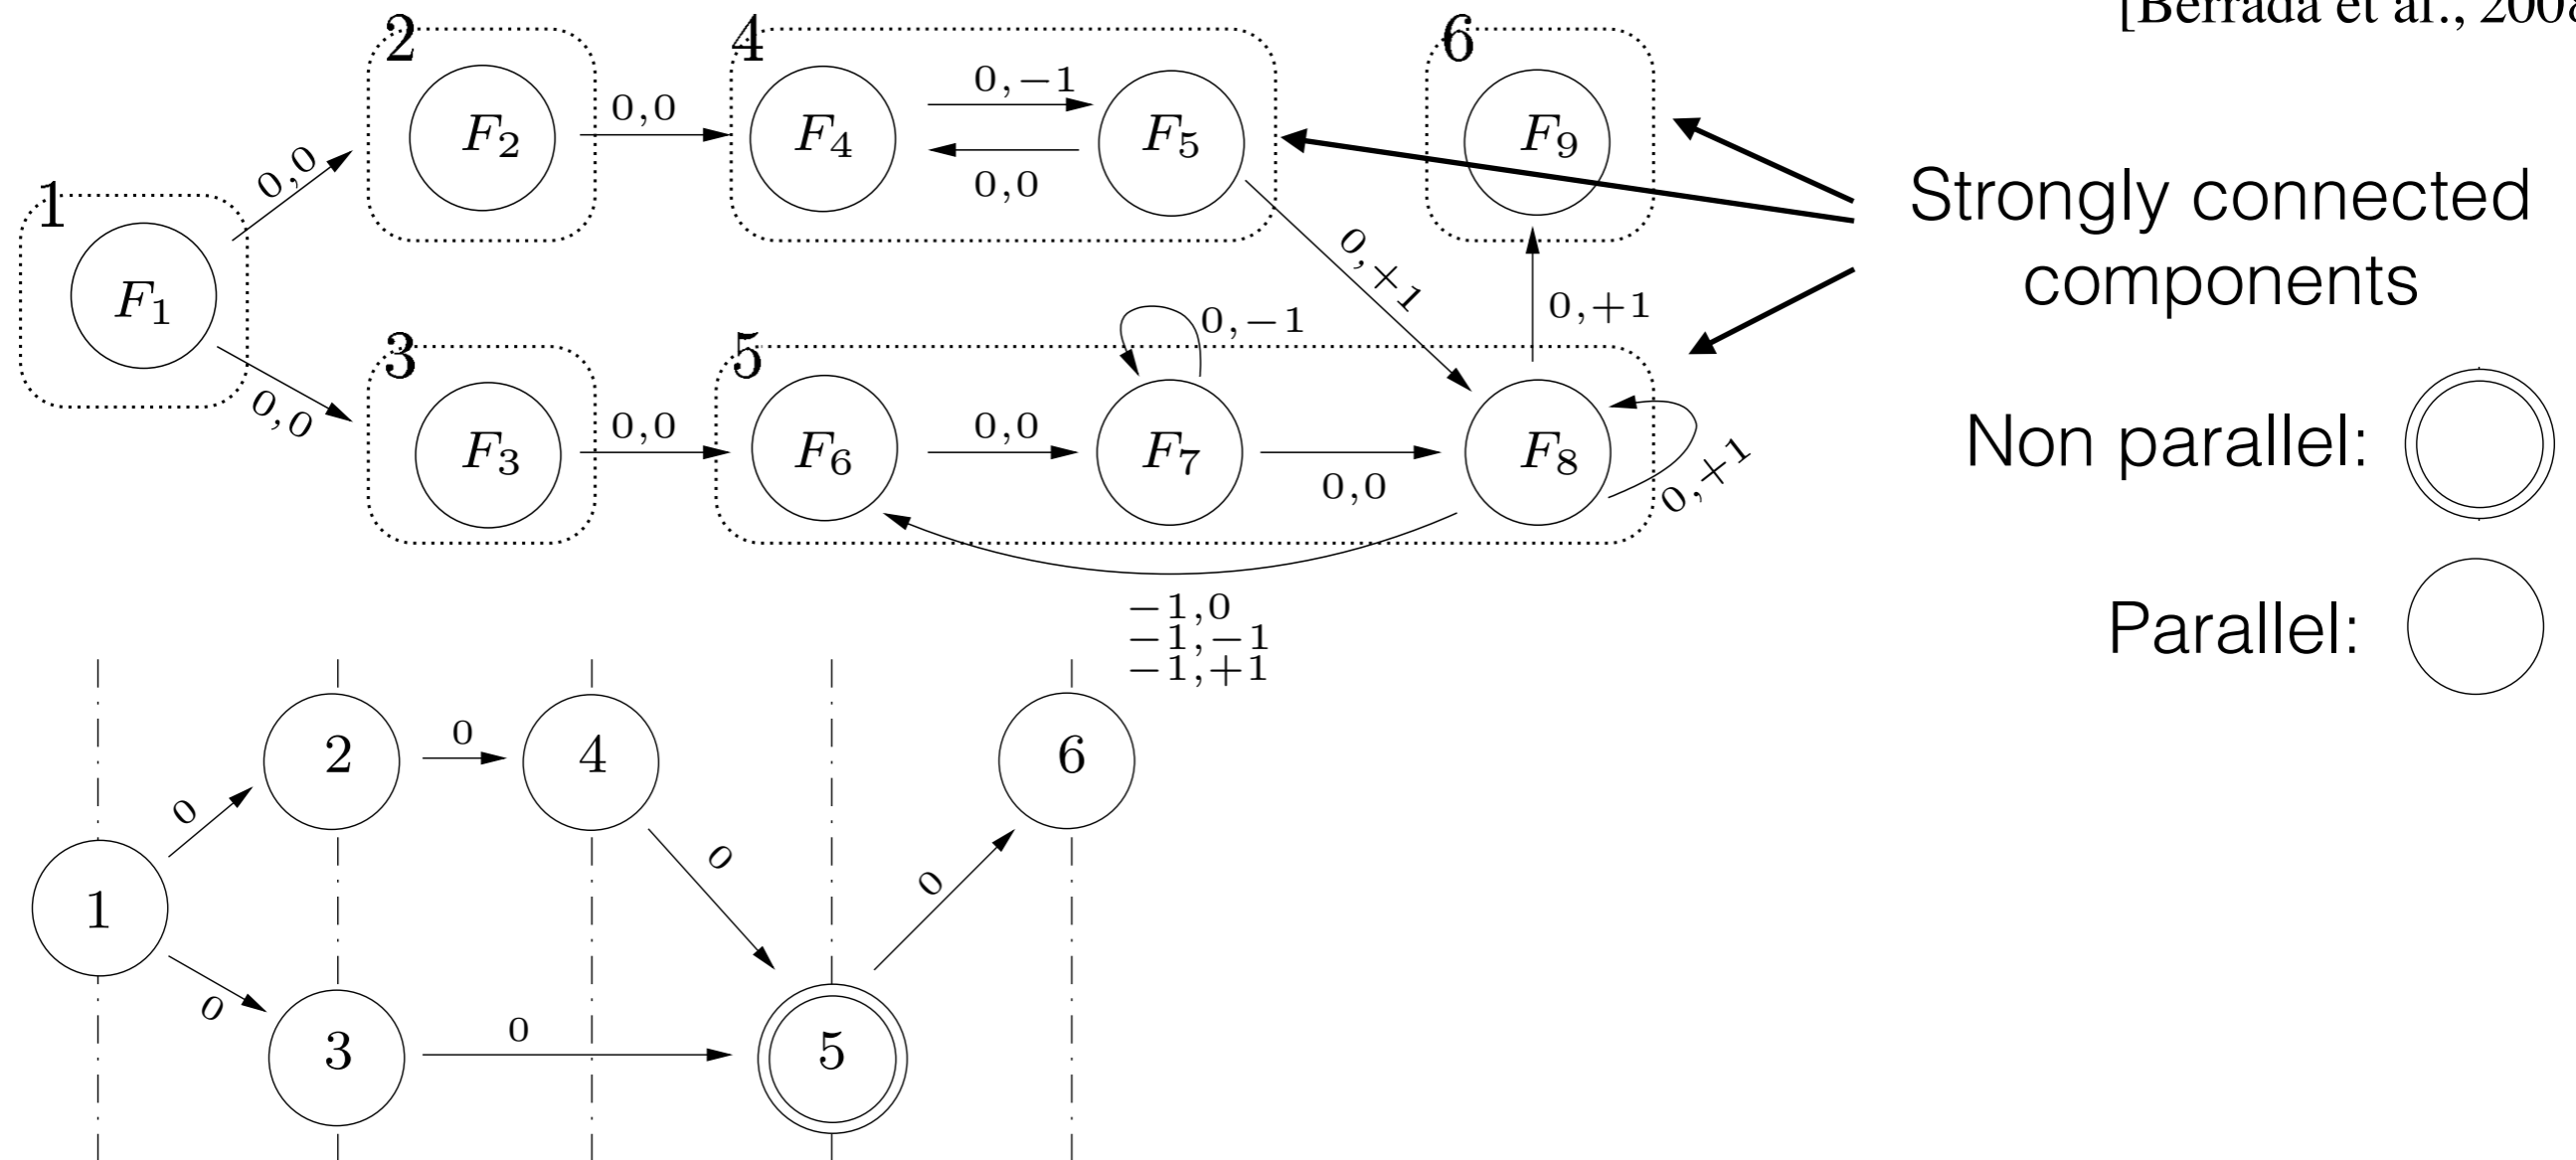 [Berrada et al., 2008
1
2
3
4
5
6
F1
F2
F3
F4
F5
F6
F7
F8
F9
0,0
0,0
0,0
0,0
0,−1
0,0
0,+1
0,+1
0,−1
0,0
0,0
0,+1
−1,0
−1,−1
−1,+1
Strongly connected
components
Non parallel:
Parallel:
1
2
3
4
5
6
0
0
0
0
0
0